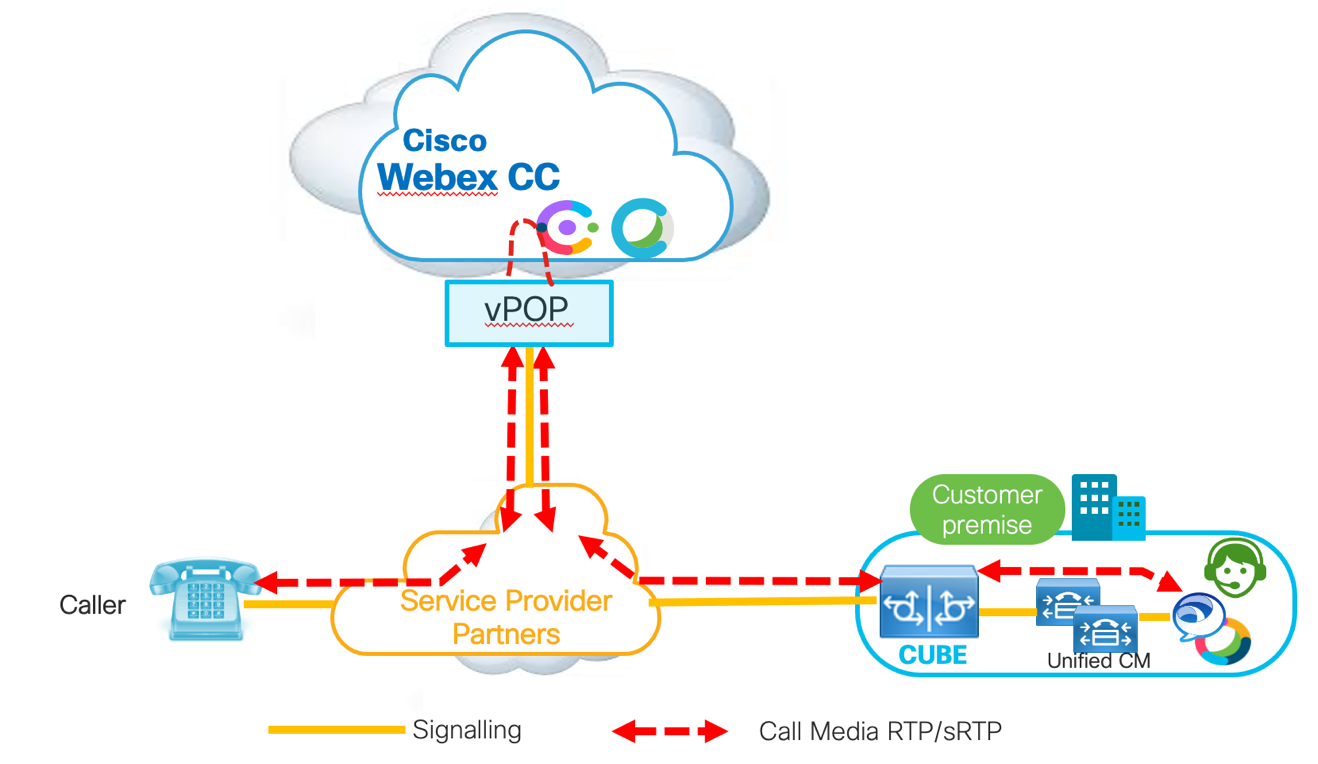 Cisco
Webex CC
vPOP
Customer
premise
Caller
Service Provider
Partners
CUBE
Unified CM
Signalling
Call Media RTP/sRTP